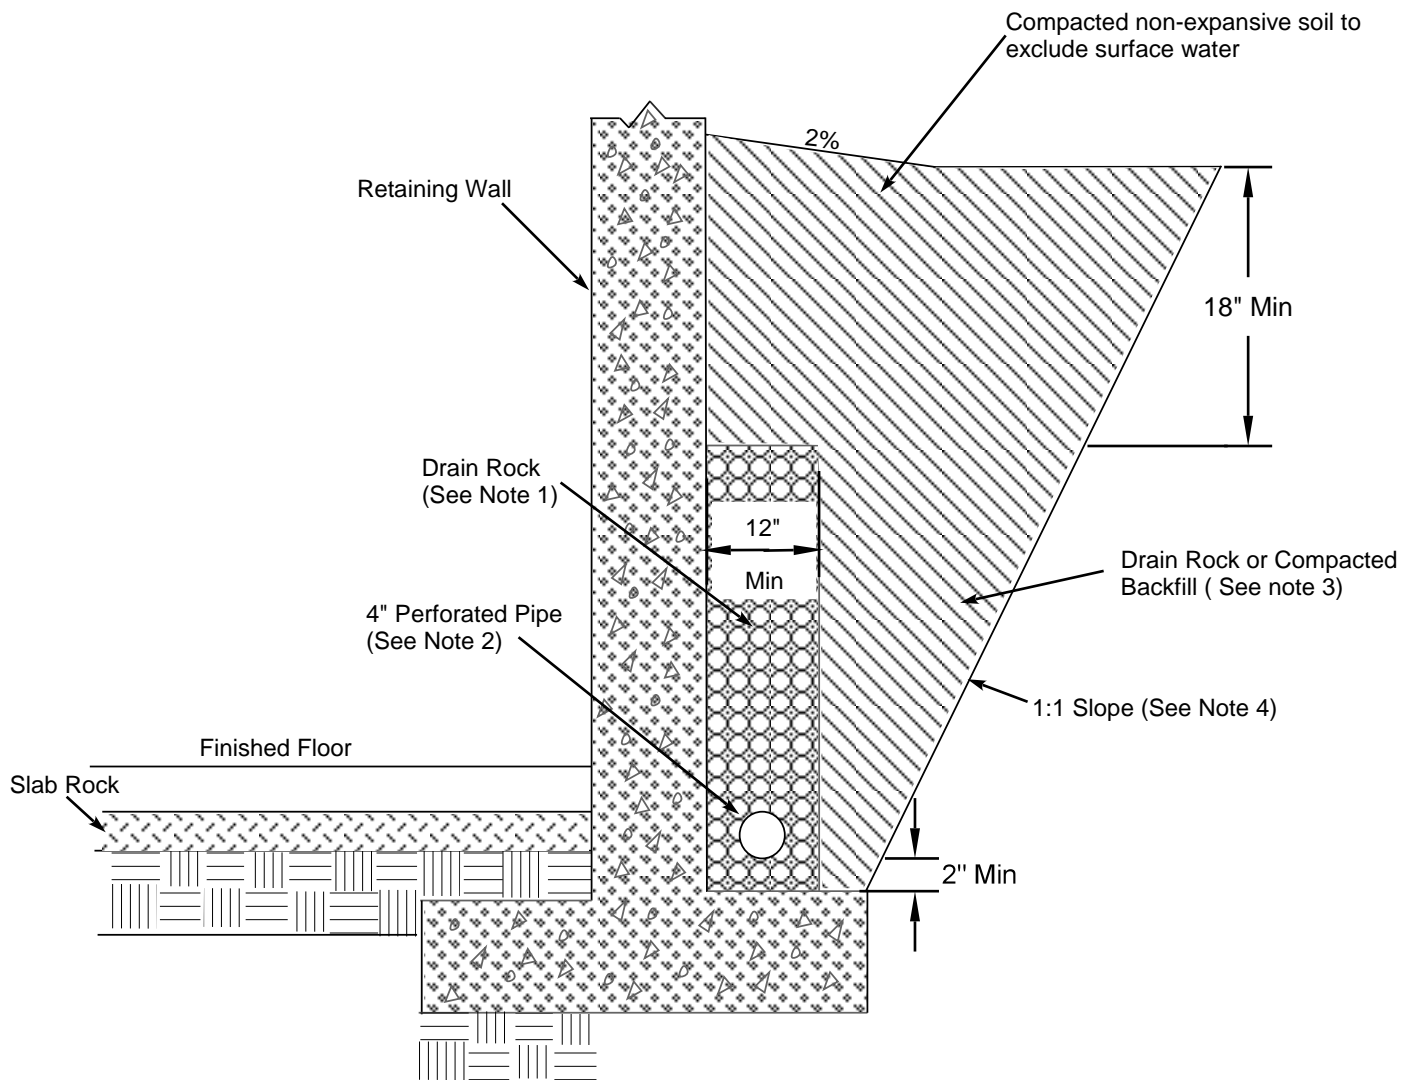 Compacted non-expansive soil to
exclude surface water
2%
Retaining Wall
18" Min
Drain Rock
(See Note 1)
12"
Min
Drain Rock or Compacted
Backfill ( See note 3)
4" Perforated Pipe
(See Note 2)
1:1 Slope (See Note 4)
Finished Floor
Slab Rock
2" Min